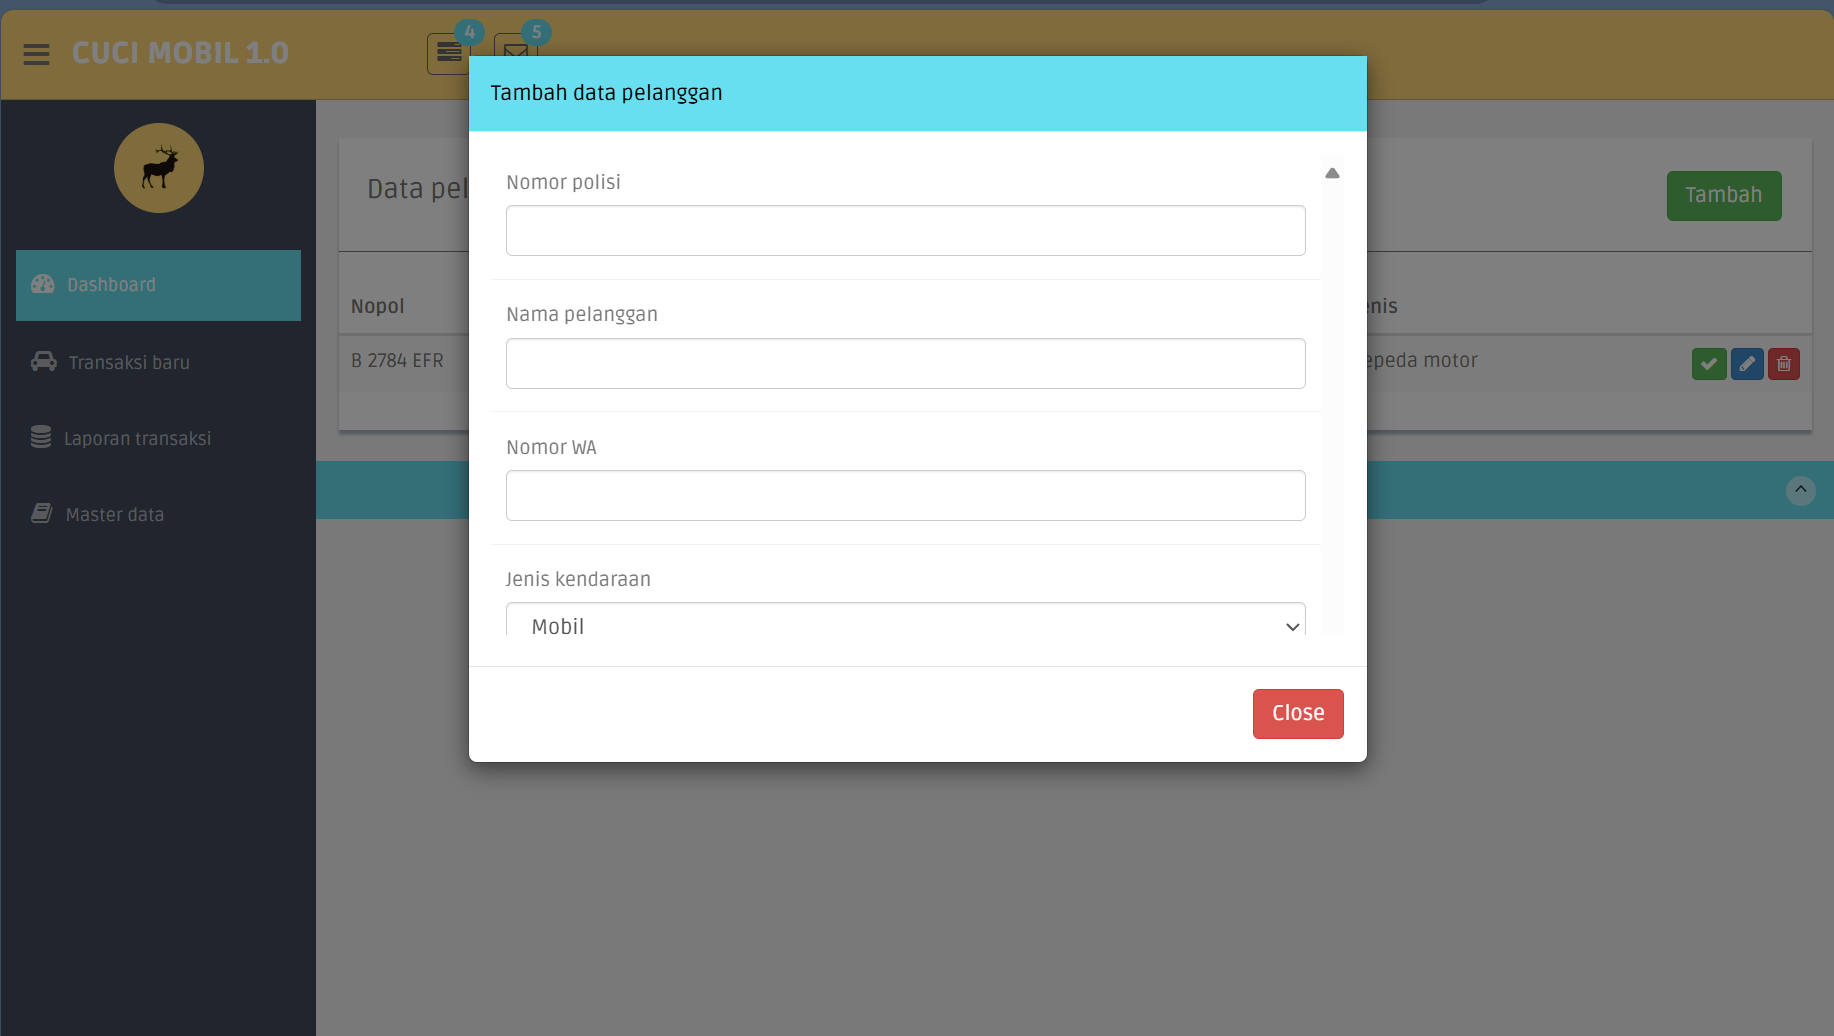 CUCI MOBIL 1.0
4
5
Tambah data pelanggan
Nomor polisi
Nama pelanggan
Nomor WA
Jenis kendaraan
Mobil
Close
Dashboard
Transaksi baru
Laporan transaksi
Master data
Data pel
Tambah
Nopol
enis
B 2784 EFR
epeda motor